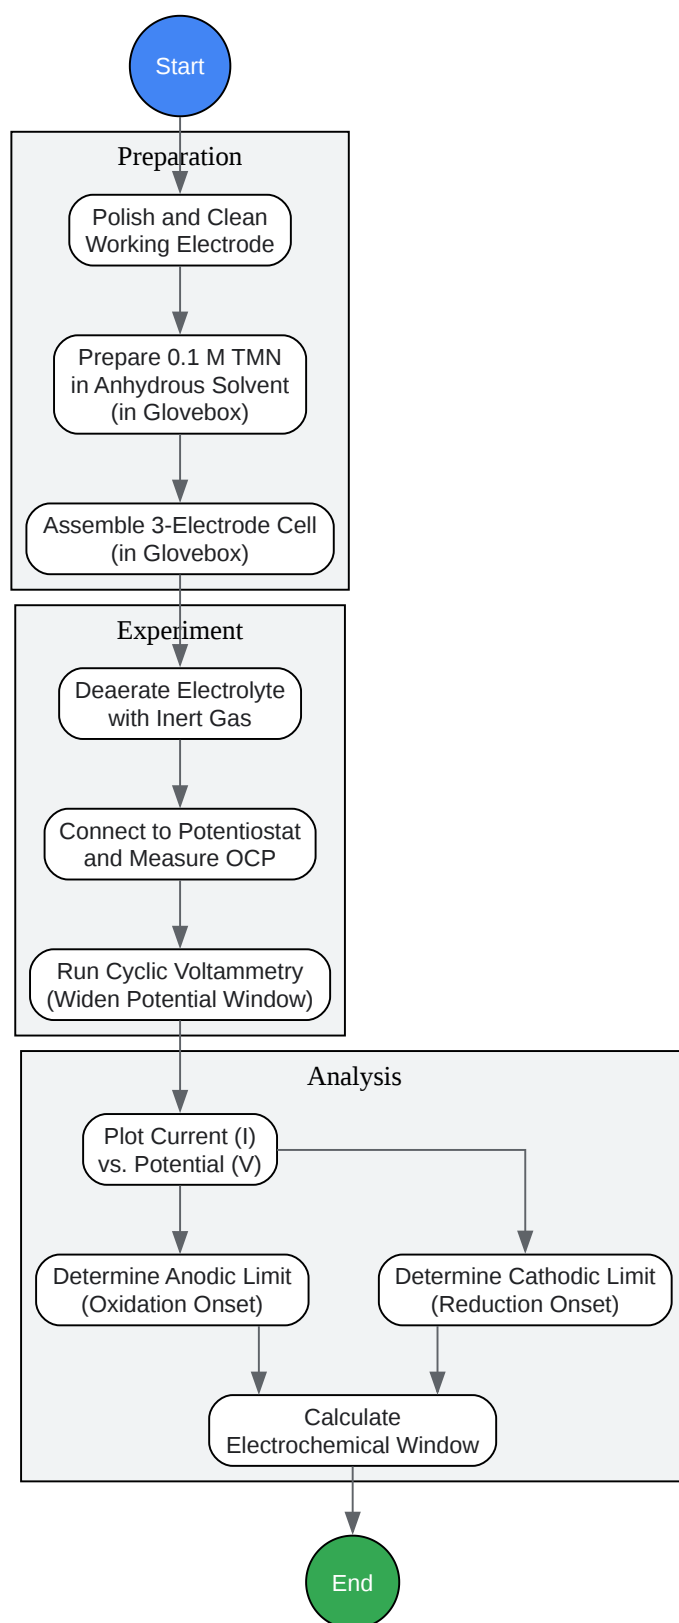 Start
Preparation
Polish and Clean
Working Electrode
Prepare 0.1 M TMN
in Anhydrous Solvent
(in Glovebox)
Assemble 3-Electrode Cell
(in Glovebox)
Experiment
Deaerate Electrolyte
with Inert Gas
Connect to Potentiostat
and Measure OCP
Run Cyclic Voltammetry
(Widen Potential Window)
Analysis
Plot Current (I)
vs. Potential (V)
Determine Anodic Limit
(Oxidation Onset)
Determine Cathodic Limit
(Reduction Onset)
Calculate
Electrochemical Window
End